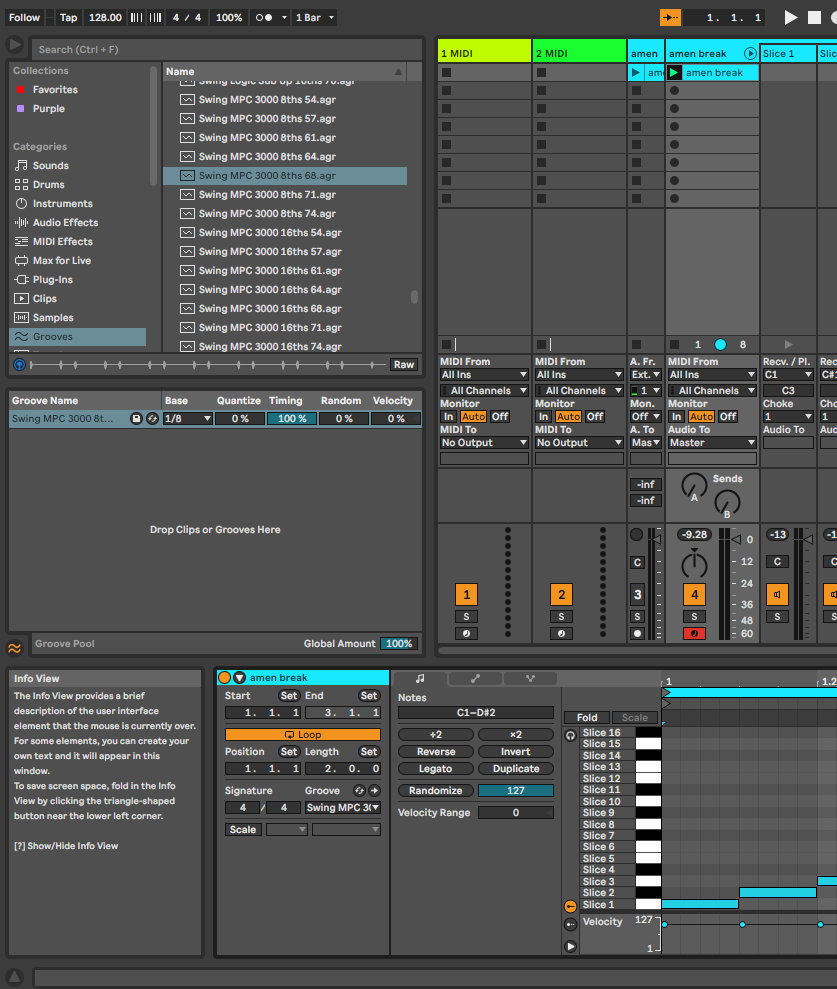 Follow Tap 128.00 4 / 4 100% 1 Bar 1. 1. 1
Search (Ctrl + F)
Collections
Favorites
Purple
Categories
Sounds
Drums
Instruments
Audio Effects
MIDI Effects
Max for Live
Plug-Ins
Clips
Samples
Grooves
Name
Swing Logic Sub Up 16ths 70.agr
Swing MPC 3000 8ths 54.agr
Swing MPC 3000 8ths 57.agr
Swing MPC 3000 8ths 61.agr
Swing MPC 3000 8ths 64.agr
Swing MPC 3000 8ths 68.agr
Swing MPC 3000 8ths 71.agr
Swing MPC 3000 8ths 74.agr
Swing MPC 3000 16ths 54.agr
Swing MPC 3000 16ths 57.agr
Swing MPC 3000 16ths 61.agr
Swing MPC 3000 16ths 64.agr
Swing MPC 3000 16ths 68.agr
Swing MPC 3000 16ths 71.agr
Swing MPC 3000 16ths 74.agr
Raw
Groove Name Base Quantize Timing Random Velocity
Swing MPC 3000 8t... 1/8 0 % 100 % 0 % 0 %
Drop Clips or Grooves Here
Groove Pool Global Amount 100%
1 MIDI 2 MIDI amen amen break Slice 1 Slic
am amen break
1 8
MIDI From MIDI From A. Fr. MIDI From Recv. / Pl. Rec
All Ins All Ins Ext. All Ins C1 C#1
All Channels All Channels 1 All Channels C3
Monitor Monitor Mon. Monitor Choke Cho
In Auto Off In Auto Off Off In Auto Off 1 1
MIDI To MIDI To A. To Audio To Audio To Aud
No Output No Output Mas Master
-inf Sends
-inf A B
-9.28 0 -13 -1
C 12 C C
24
1 2 3 4 36
S S S S S
48
60
Info View
The Info View provides a brief
description of the user interface
element that the mouse is currently over.
For some elements, you can create your
own text and it will appear in this
window.
To save screen space, fold in the Info
View by clicking the triangle-shaped
button near the lower left corner.
[?] Show/Hide Info View
amen break
Start Set End Set
1. 1. 1 3. 1. 1
Loop
Position Set Length Set
1. 1. 1 2. 0. 0
Signature Groove
4 / 4 Swing MPC 30
Scale
Notes
C1–D#2
÷2 ×2
Reverse Invert
Legato Duplicate
Randomize 127
Velocity Range 0
1 1.2
Fold Scale
Slice 16
Slice 15
Slice 14
Slice 13
Slice 12
Slice 11
Slice 10
Slice 9
Slice 8
Slice 7
Slice 6
Slice 5
Slice 4
Slice 3
Slice 2
Slice 1
Velocity 127
1